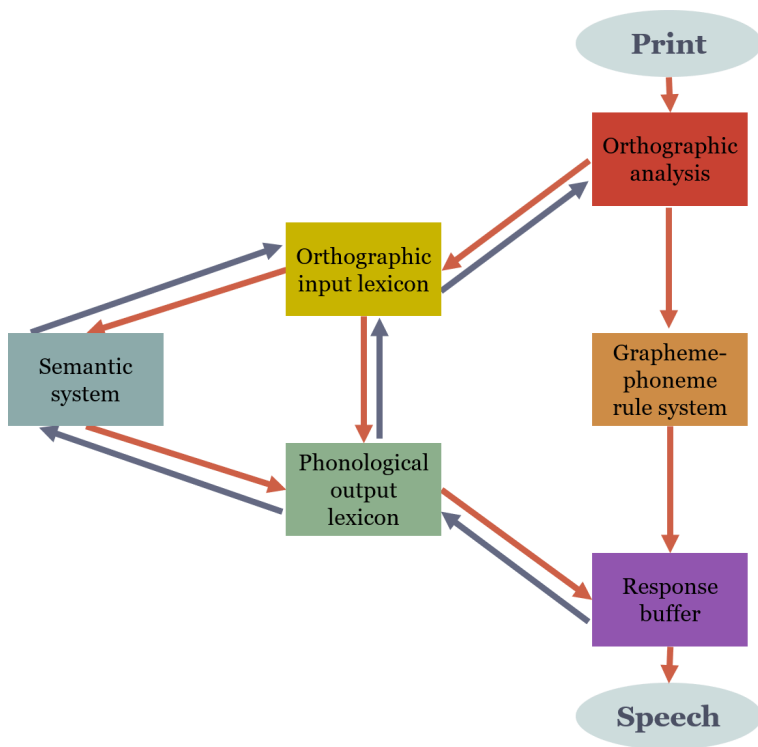 Print
Orthographic
analysis
Orthographic
input lexicon
Semantic
system
Grapheme-
phoneme
rule system
Phonological
output
lexicon
Response
buffer
Speech